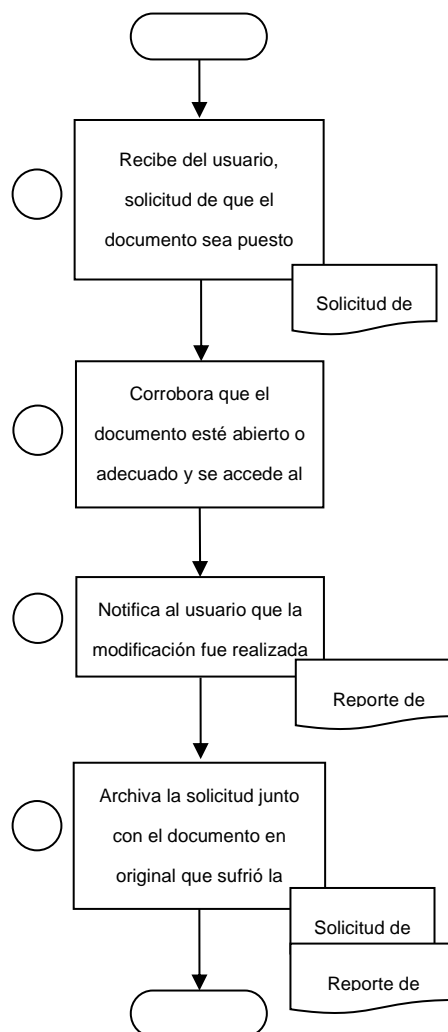 Recibe del usuario,
solicitud de que el
documento sea puesto
Solicitud de
Corrobora que el
documento esté abierto o
adecuado y se accede al
Notifica al usuario que la
modificación fue realizada
Reporte de
Archiva la solicitud junto
con el documento en
original que sufrió la
Solicitud de
Reporte de